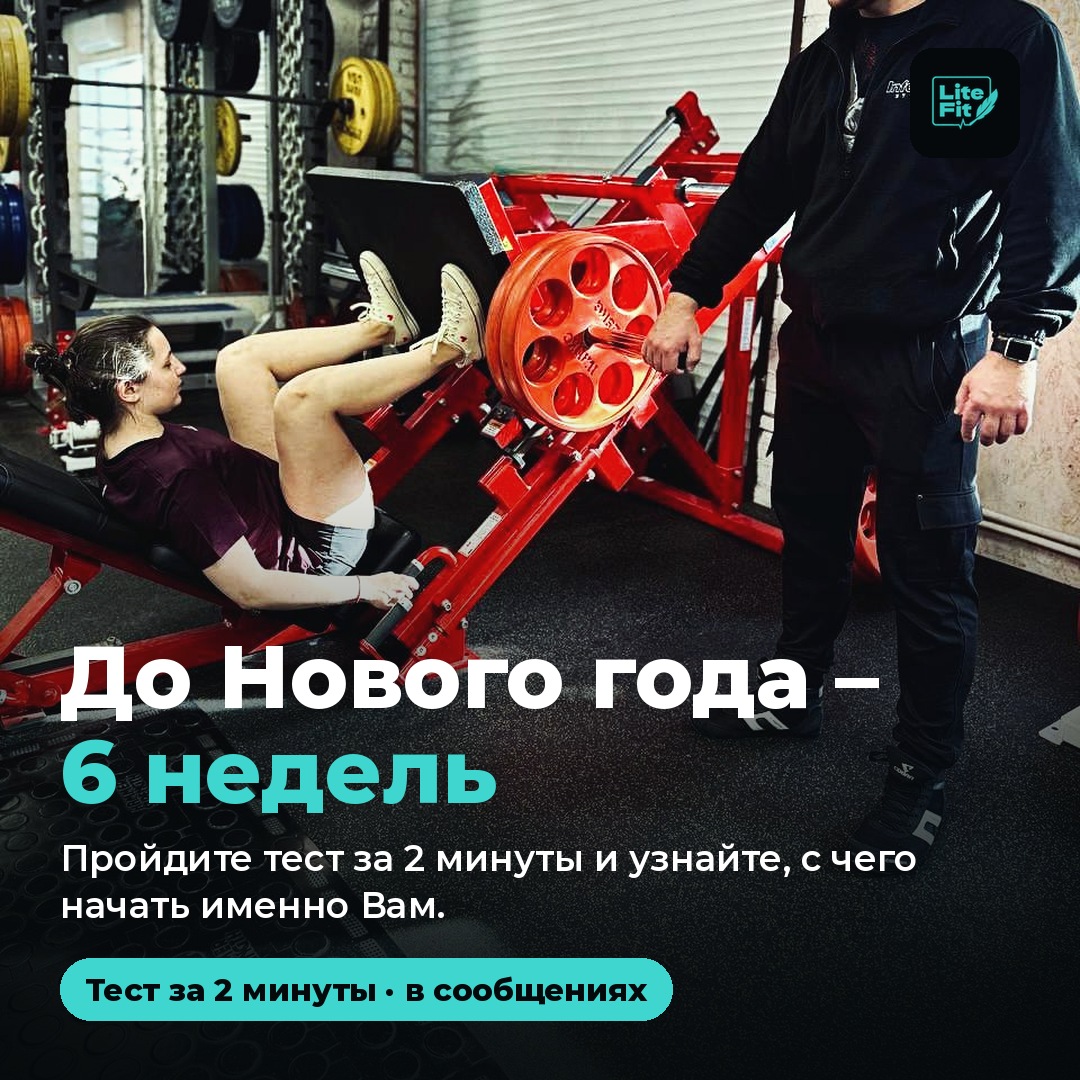 Lite
Fit
До Нового года –
6 недель
Пройдите тест за 2 минуты и узнайте, с чего
начать именно Вам.
Тест за 2 минуты · в сообщениях